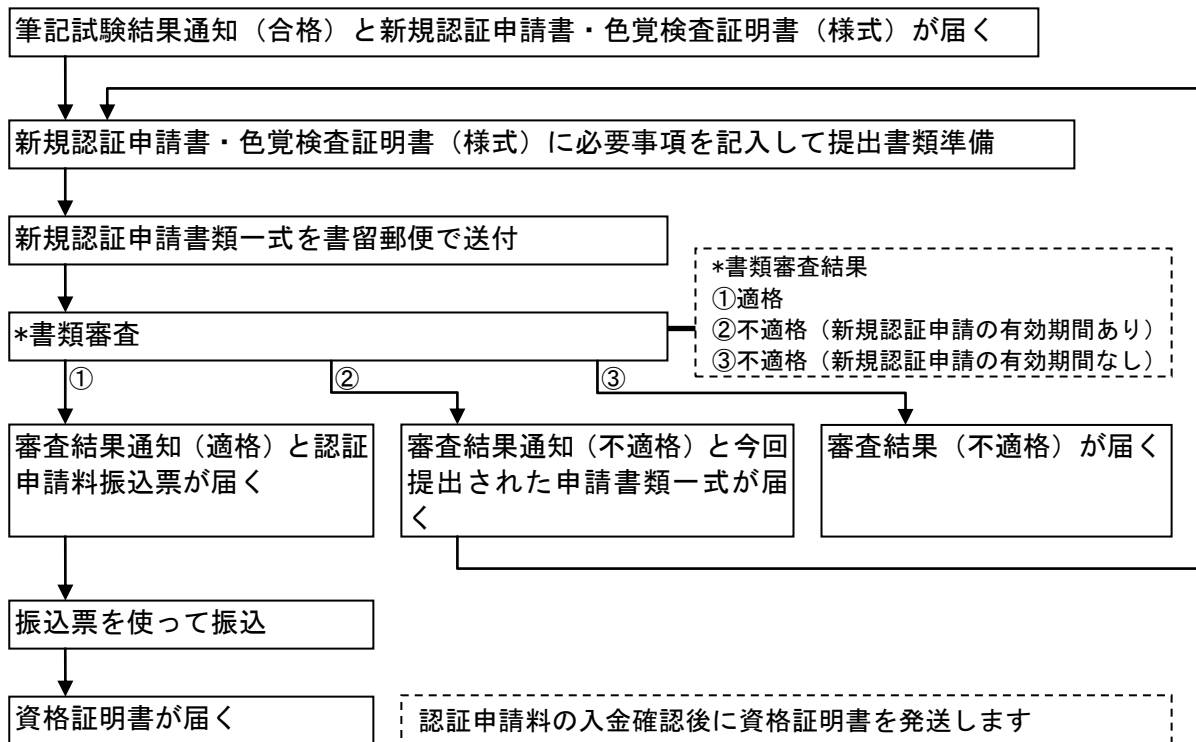 筆記試験結果通知（合格）と新規認証申請書・色覚検査証明書（様式）が届く
新規認証申請書・色覚検査証明書（様式）に必要事項を記入して提出書類準備
新規認証申請書類一式を書留郵便で送付
*書類審査結果
①適格
②不適格（新規認証申請の有効期間あり）
③不適格（新規認証申請の有効期間なし）
*書類審査
①
②
③
審査結果通知（適格）と認証
申請料振込票が届く
審査結果通知（不適格）と今回
提出された申請書類一式が届
く
審査結果（不適格）が届く
振込票を使って振込
資格証明書が届く
認証申請料の入金確認後に資格証明書を発送します